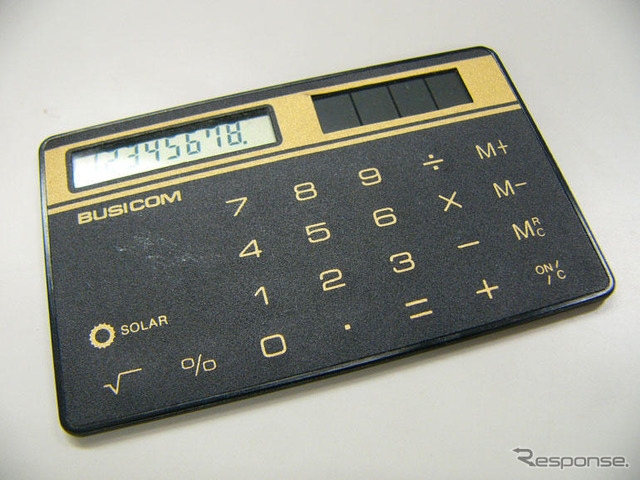 12345678.
BUSICOM
7 8 9 ÷ M+
4 5 6 × M−
1 2 3 − MRC
SOLAR
0 . = + ON/C
√ %
Response.